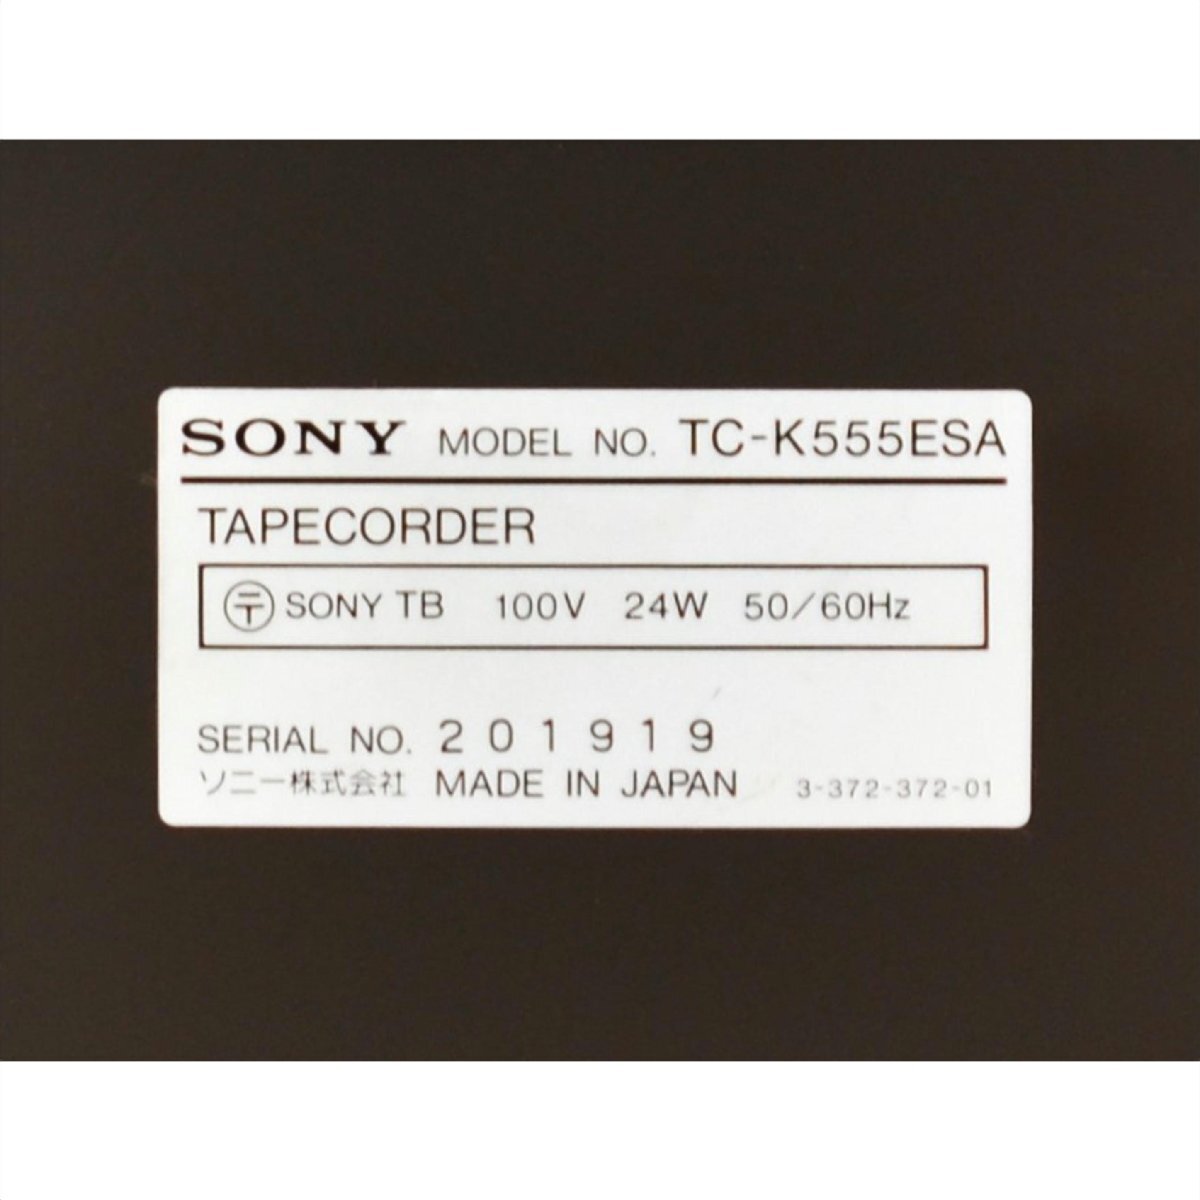 SONY MODEL NO. TC-K555ESA
TAPECORDER
〶 SONY TB 100V 24W 50/60Hz
SERIAL NO. 201919
ソニー株式会社 MADE IN JAPAN 3-372-372-01